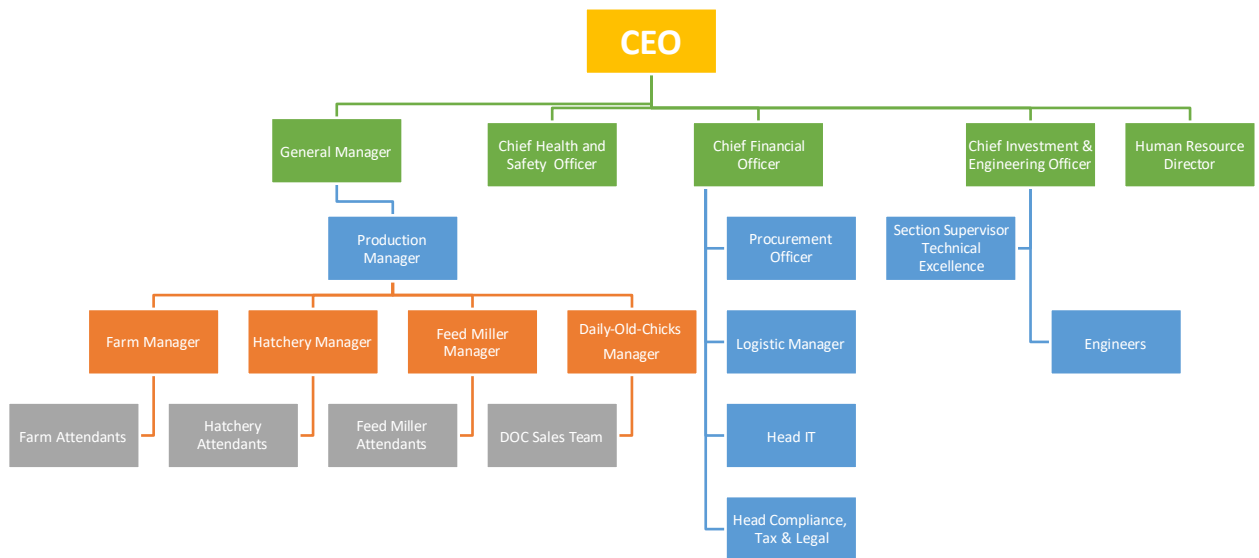 CEO
General Manager
Chief Health and
Safety Officer
Chief Financial
Officer
Chief Investment &
Engineering Officer
Human Resource
Director
Production
Manager
Procurement
Officer
Section Supervisor
Technical
Excellence
Farm Manager
Hatchery Manager
Feed Miller
Manager
Daily-Old-Chicks
Manager
Logistic Manager
Engineers
Farm Attendants
Hatchery
Attendants
Feed Miller
Attendants
DOC Sales Team
Head IT
Head Compliance,
Tax & Legal